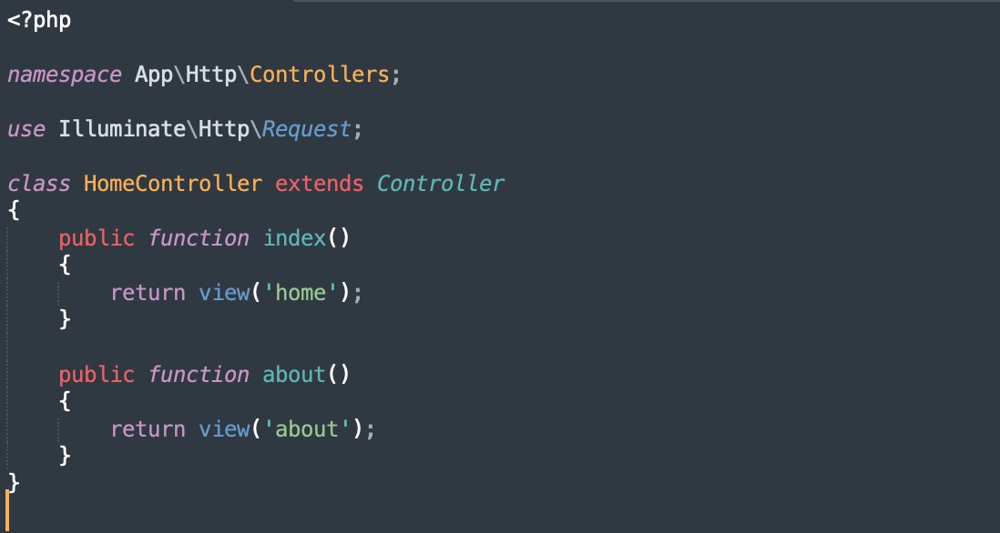 <?php
namespace App\Http\Controllers;
use Illuminate\Http\Request;
class HomeController extends Controller
{
    public function index()
    {
        return view('home');
    }
    public function about()
    {
        return view('about');
    }
}